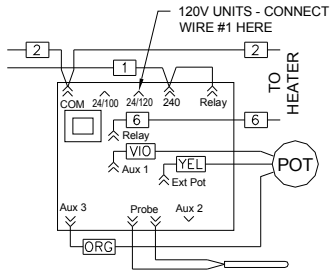 120V UNITS - CONNECT
WIRE #1 HERE
2
2
1
TO
HEATER
COM
24/100
24/120
240
Relay
6
6
Relay
VIO
Aux 1
YEL
Ext Pot
POT
Aux 3
Probe
Aux 2
ORG